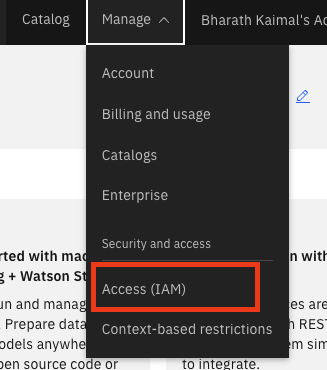 Catalog
Manage
Bharath Kaimal's Ac
Account
Billing and usage
Catalogs
Enterprise
Security and access
Access (IAM)
Context-based restrictions
rted with mac
g + Watson St
un and manag
. Prepare data
odels anywhe
pen source code or
n with
ces are
h REST
em sim
to integrate.